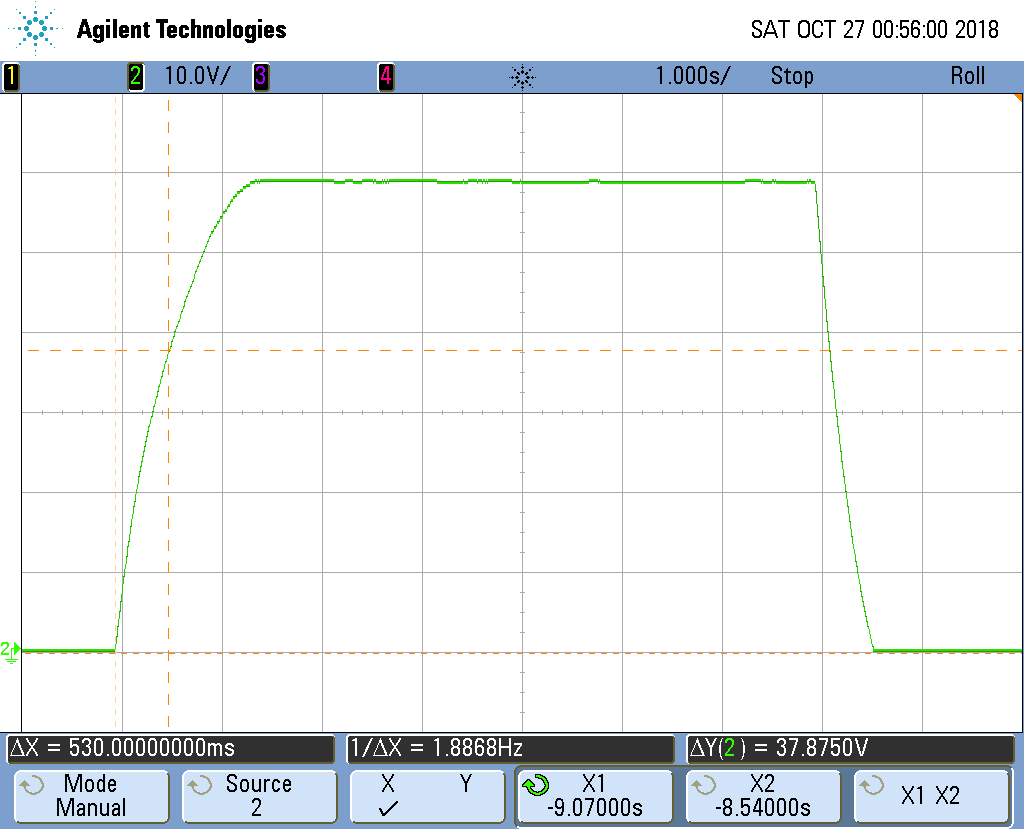 Agilent Technologies
SAT OCT 27 00:56:00 2018
1 2 10.0V/ 3 4 1.000s/ Stop Roll
2
ΔX = 530.00000000ms 1/ΔX = 1.8868Hz ΔY(2) = 37.8750V
Mode Source X Y X1 X2 X1 X2
Manual 2 ✓ -9.07000s -8.54000s